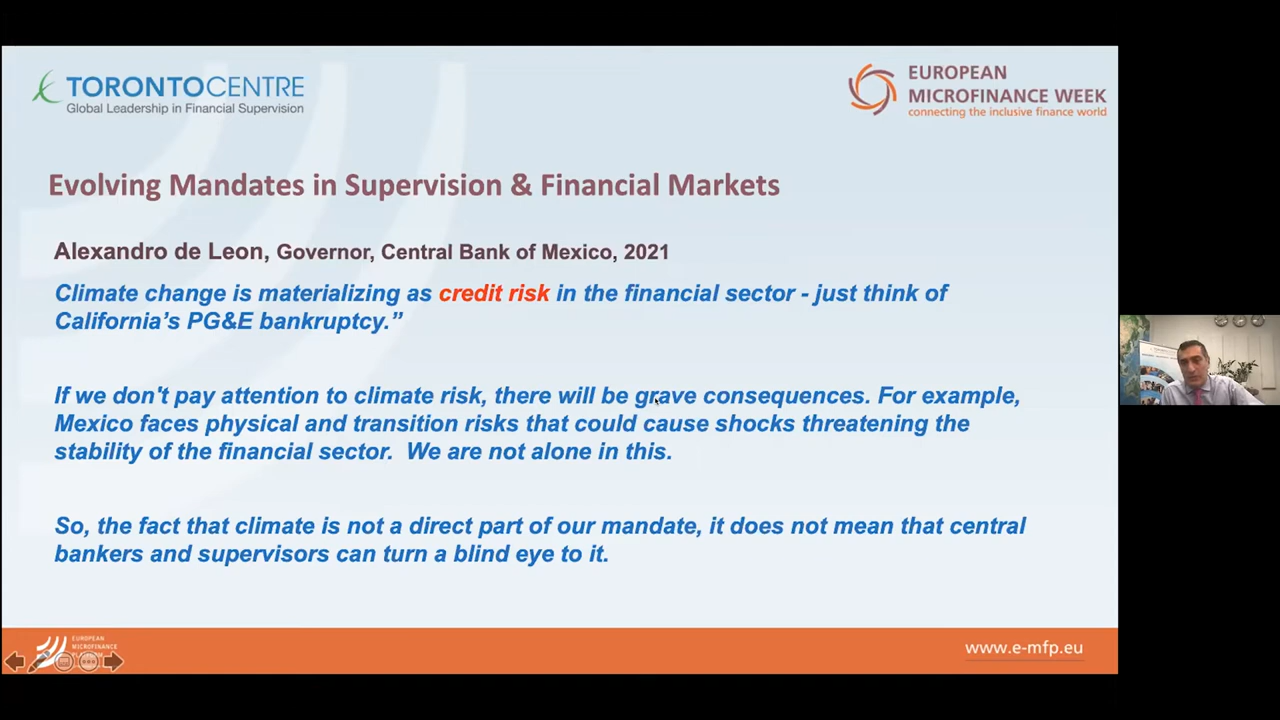 TORONTOCENTRE
Global Leadership in Financial Supervision
EUROPEAN
MICROFINANCE WEEK
connecting the inclusive finance world
Evolving Mandates in Supervision & Financial Markets
Alexandro de Leon, Governor, Central Bank of Mexico, 2021
Climate change is materializing as credit risk in the financial sector - just think of
California’s PG&E bankruptcy.”
If we don't pay attention to climate risk, there will be grave consequences. For example,
Mexico faces physical and transition risks that could cause shocks threatening the
stability of the financial sector.  We are not alone in this.
So, the fact that climate is not a direct part of our mandate, it does not mean that central
bankers and supervisors can turn a blind eye to it.
EUROPEAN
MICROFINANCE
www.e-mfp.eu